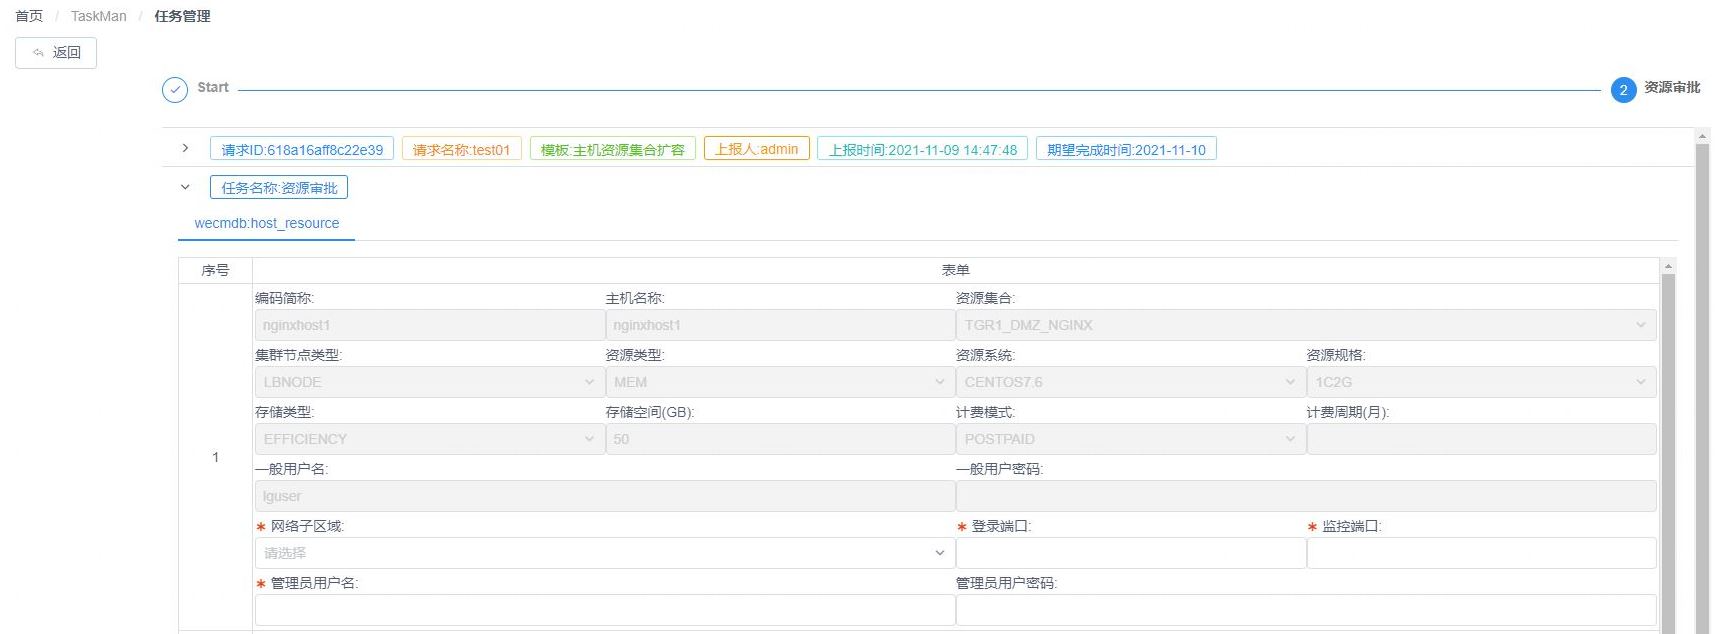 首页 / TaskMan / 任务管理
返回
Start
2 资源审批
请求ID:618a16aff8c22e39 请求名称:test01 模板:主机资源集合扩容 上报人:admin 上报时间:2021-11-09 14:47:48 期望完成时间:2021-11-10
任务名称:资源审批
wecmdb:host_resource
序号 表单
1
编码简称: 主机名称: 资源集合:
nginxhost1 nginxhost1 TGR1_DMZ_NGINX
集群节点类型: 资源类型: 资源系统: 资源规格:
LBNODE MEM CENTOS7.6 1C2G
存储类型: 存储空间(GB): 计费模式: 计费周期(月):
EFFICIENCY 50 POSTPAID
一般用户名: 一般用户密码:
lguser
* 网络子区域: * 登录端口: * 监控端口:
请选择
* 管理员用户名: 管理员用户密码: